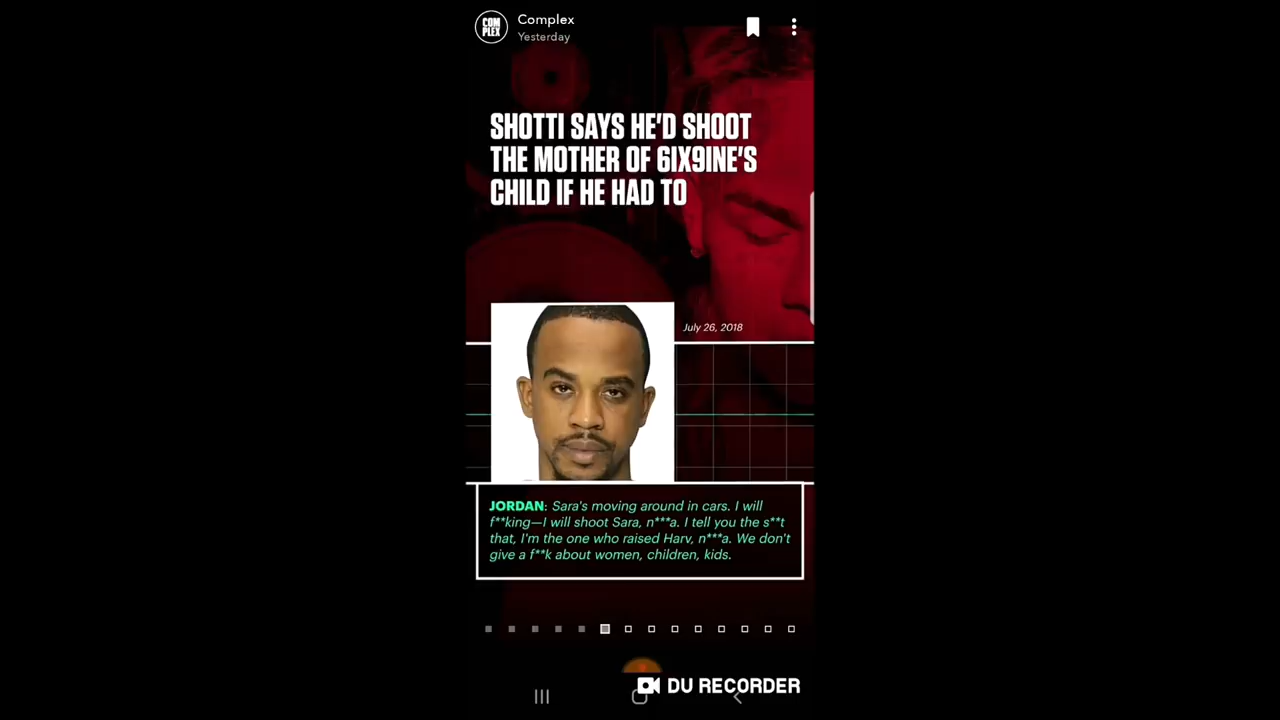 COM
PLEX
Complex
Yesterday
SHOTTI SAYS HE'D SHOOT
THE MOTHER OF 6IX9INE'S
CHILD IF HE HAD TO
July 26, 2018
JORDAN: Sara's moving around in cars. I will
f**king—I will shoot Sara, n***a. I tell you the s**t
that, I'm the one who raised Harv, n***a. We don't
give a f**k about women, children, kids.
DU RECORDER